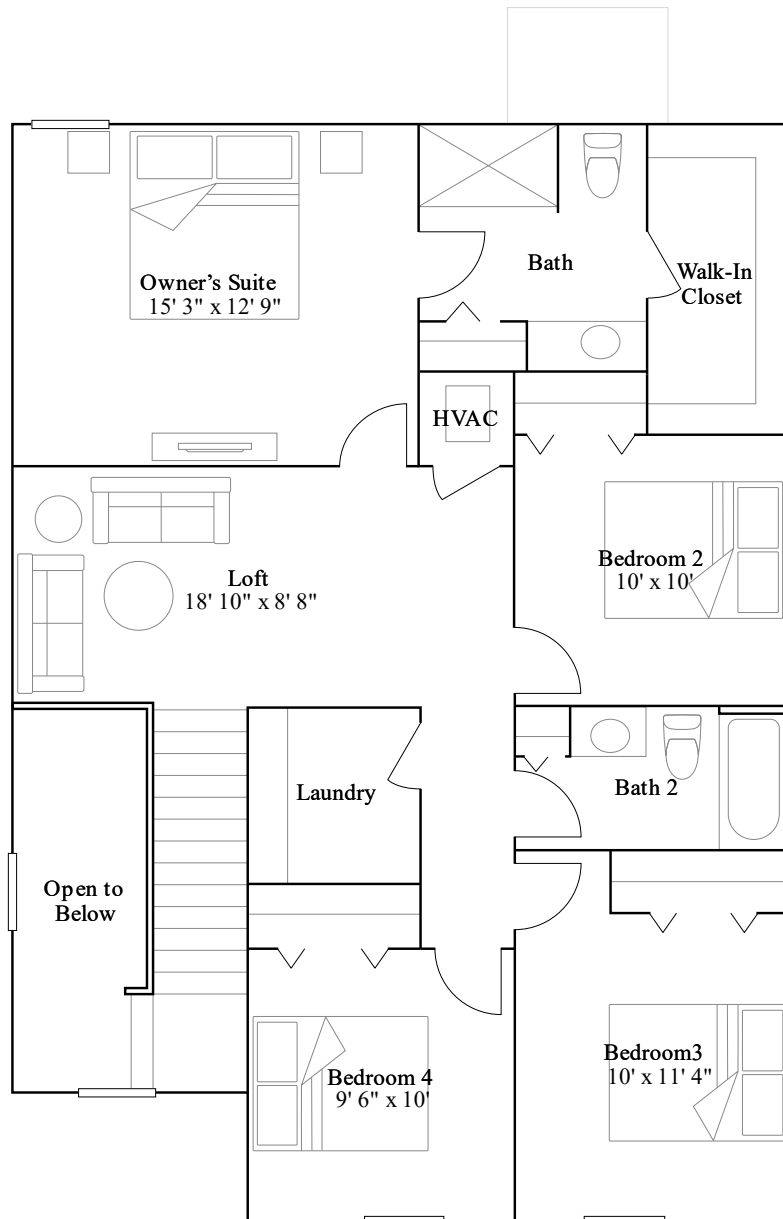 Owner's Suite
15' 3" x 12' 9"
Bath
Walk-In
Closet
HVAC
Bedroom 2
10' x 10'
Loft
18' 10" x 8' 8"
Laundry
Bath 2
Open to
Below
Bedroom3
10' x 11' 4"
Bedroom 4
9' 6" x 10'